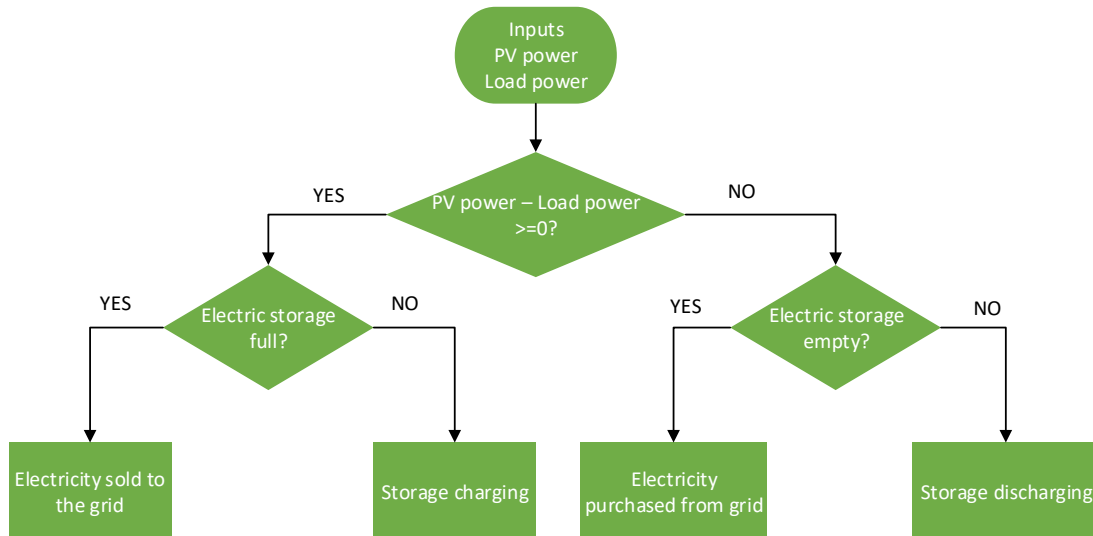 Inputs
PV power
Load power
YES
PV power – Load power
>=0?
NO
YES
Electric storage
full?
NO
YES
Electric storage
empty?
NO
Electricity sold to
the grid
Storage charging
Electricity
purchased from grid
Storage discharging